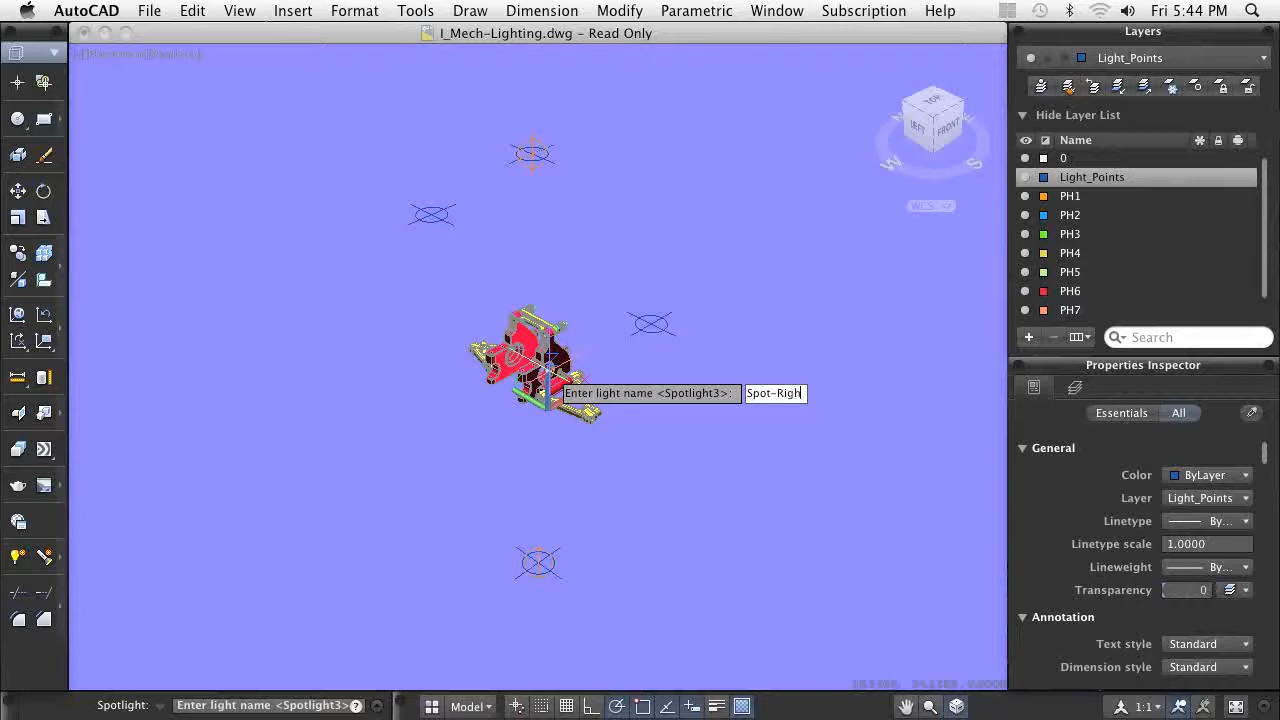 AutoCAD File Edit View Insert Format Tools Draw Dimension Modify Parametric Window Subscription Help Fri 5:44 PM
I_Mech-Lighting.dwg - Read Only
Layers
Light_Points
Hide Layer List
Name
0
Light_Points
PH1
PH2
PH3
PH4
PH5
PH6
PH7
Search
TOP
LEFT FRONT
W S
WCS
Enter light name <Spotlight3>: Spot-Righ
Properties Inspector
Essentials All
General
Color ByLayer
Layer Light_Points
Linetype By...
Linetype scale 1.0000
Lineweight By...
Transparency 0
Annotation
Text style Standard
Dimension style Standard
Spotlight: Enter light name <Spotlight3> ?
Model
1:1